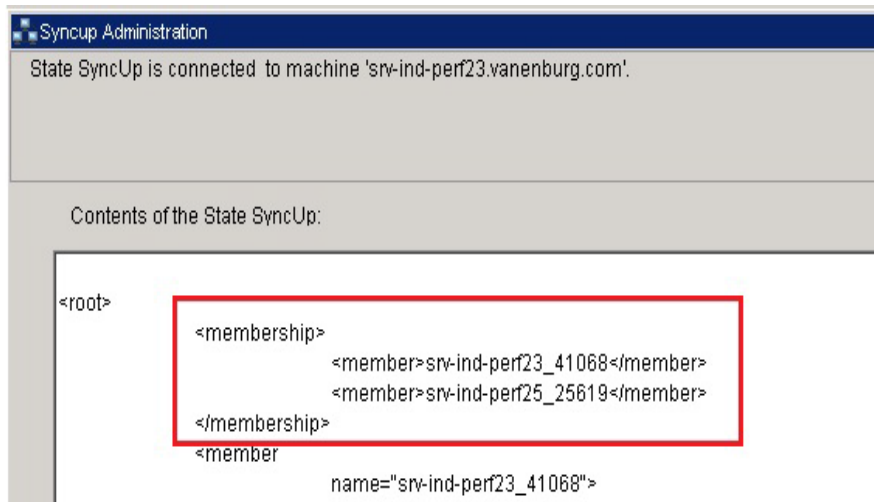 Syncup Administration
State SyncUp is connected to machine 'srv-ind-perf23.vanenburg.com'.
Contents of the State SyncUp:
<root>
<membership>
<member>srv-ind-perf23_41068</member>
<member>srv-ind-perf25_25619</member>
</membership>
<member
name="srv-ind-perf23_41068">